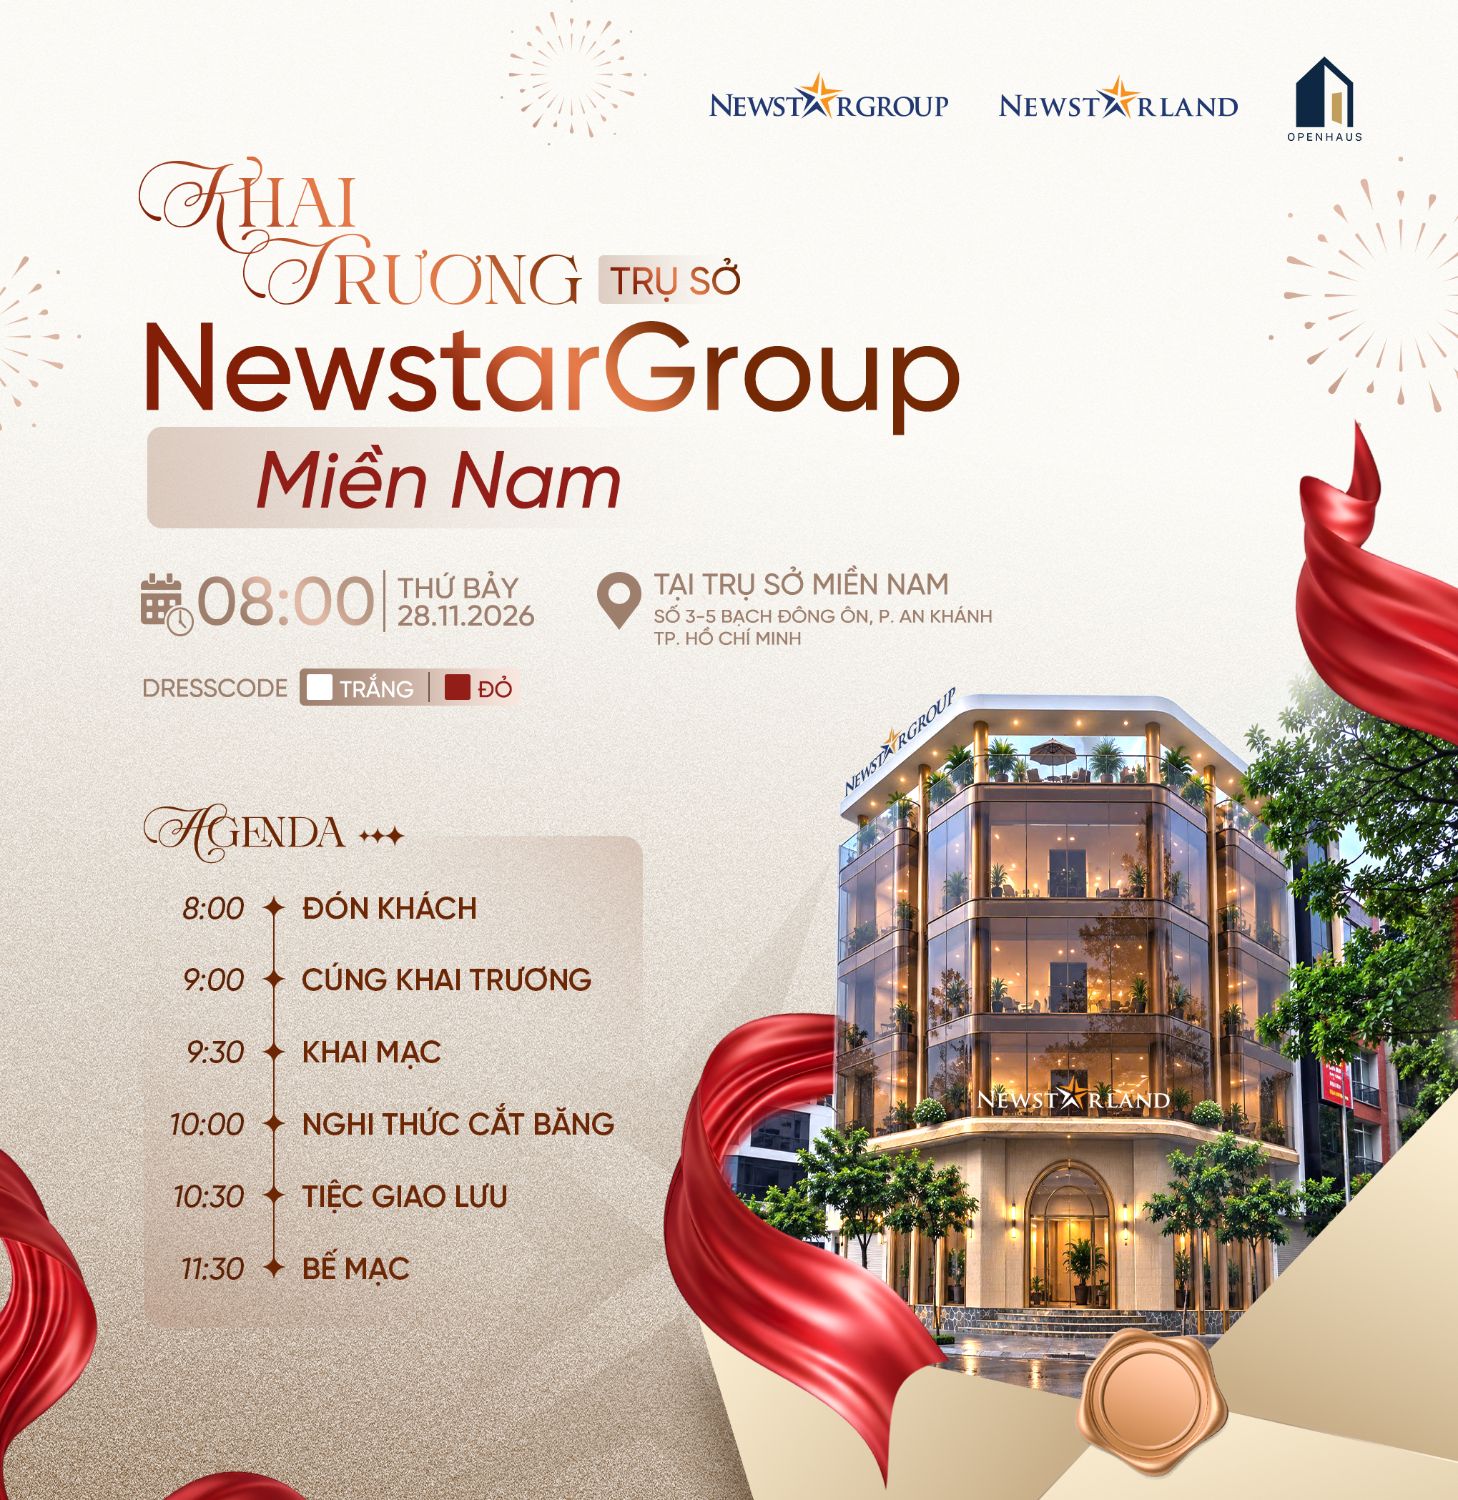 NEWSTARGROUP
NEWSTARLAND
OPENHAUS
KHAI
TRƯƠNG
TRỤ SỞ
NewstarGroup
Miền Nam
08:00
THỨ BẢY
28.11.2026
TẠI TRỤ SỞ MIỀN NAM
SỐ 3-5 BẠCH ĐÔNG ÔN, P. AN KHÁNH
TP. HỒ CHÍ MINH
DRESSCODE
TRẮNG
ĐỎ
NEWSTARGROUP
AGENDA
8:00 ĐÓN KHÁCH
9:00 CÚNG KHAI TRƯƠNG
9:30 KHAI MẠC
10:00 NGHI THỨC CẮT BĂNG
10:30 TIỆC GIAO LƯU
11:30 BẾ MẠC
NEWSTARLAND